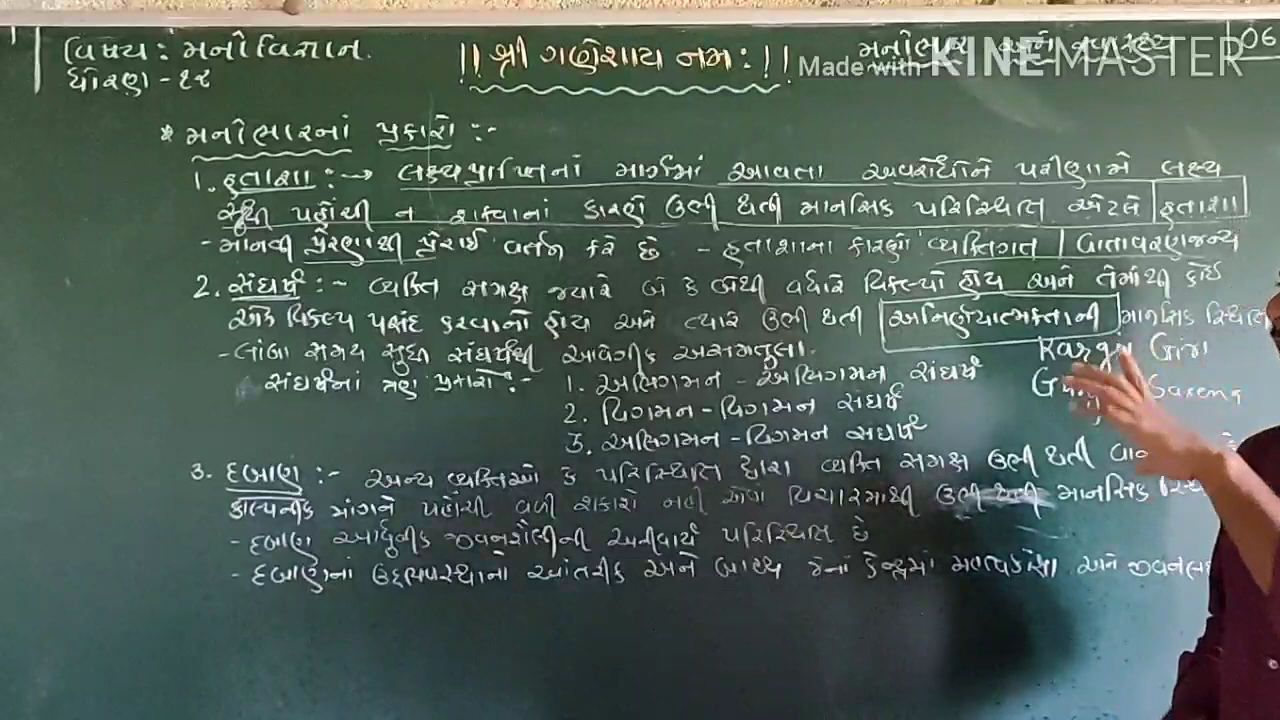 વિષય : મનોવિજ્ઞાન.
ધોરણ - ૧૨
!! શ્રી ગણેશાય નમઃ !!
મનોભાર અને સ્વાસ્થ્ય
06
Made with KINEMASTER
* મનોભારનાં પ્રકારો :-
1. હતાશા :-> લક્ષ્યપ્રાપ્તિનાં માર્ગમાં આવતા અવરોધોને પરીણામે લક્ષ્ય
સુધી પહોંચી ન શકવાનાં કારણે ઉભી થતી માનસિક પરિસ્થિતિ એટલે હતાશા
- માનવી પ્રેરણાથી પ્રેરાઈ વર્તન કરે છે - હતાશાના કારણો વ્યક્તિગત / વાતાવરણજન્ય
2. સંઘર્ષ :- વ્યક્તિ સમક્ષ જ્યારે બે કે બેથી વધારે વિકલ્પો હોય અને તેમાંથી કોઈ
એક વિકલ્પ પસંદ કરવાનો હોય અને ત્યારે ઉભી થતી અનિર્ણયાત્મકતાની માનસિક સ્થિતિ
- લાંબા સમય સુધી સંઘર્ષથી આવેગીક અસમતુલા.
સંઘર્ષનાં ત્રણ પ્રકારો :- 1. અભિગમન - અભિગમન સંઘર્ષ
2. વિગમન - વિગમન સંઘર્ષ
3. અભિગમન - વિગમન સંઘર્ષ
3. દબાણ :- અન્ય વ્યક્તિઓ કે પરિસ્થિતિ દ્વારા વ્યક્તિ સમક્ષ ઉભી થતી
કાલ્પનીક માંગને પહોંચી વળી શકાશે નહી એવા વિચારમાથી ઉભી થતી માનસિક
- દબાણ આધુનીક જીવનશૈલીની અનીવાર્ય પરિસ્થિતિ છે
- દબાણનાં ઉદ્દભવસ્થાનો આંતરીક અને બાહ્ય જેનાં કેન્દ્રમાં મહત્વકાંક્ષા અને